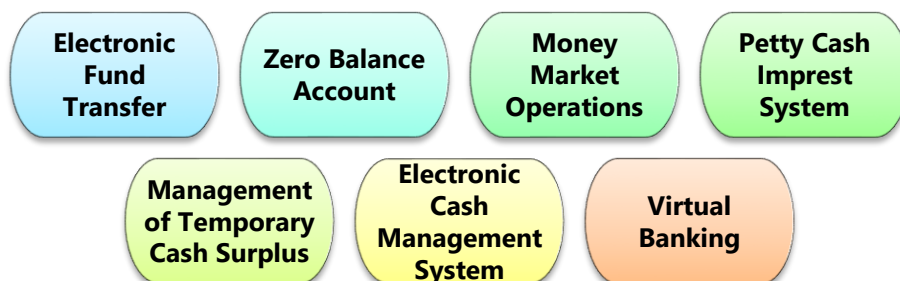 Electronic
Fund
Transfer
Zero Balance
Account
Money
Market
Operations
Petty Cash
Imprest
System
Management
of Temporary
Cash Surplus
Electronic
Cash
Management
System
Virtual
Banking